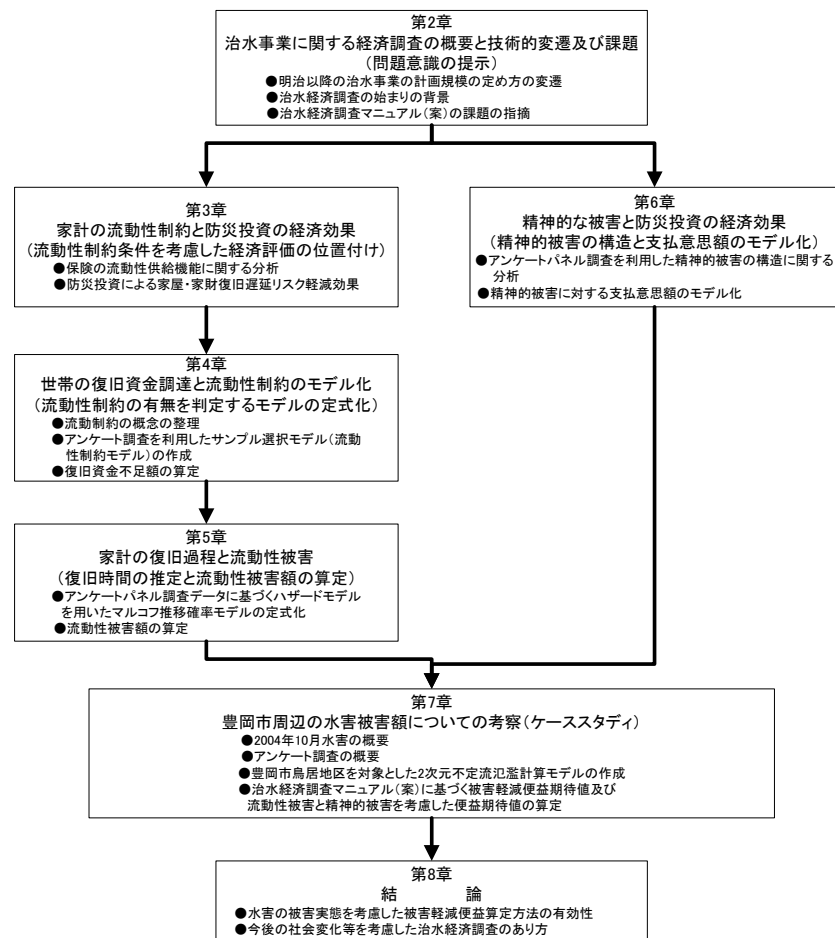 第2章
治水事業に関する経済調査の概要と技術的変遷及び課題
(問題意識の提示)
●明治以降の治水事業の計画規模の定め方の変遷
●治水経済調査の始まりの背景
●治水経済調査マニュアル(案)の課題の指摘
第3章
家計の流動性制約と防災投資の経済効果
(流動性制約条件を考慮した経済評価の位置付け)
●保険の流動性供給機能に関する分析
●防災投資による家屋・家財復旧遅延リスク軽減効果
第6章
精神的な被害と防災投資の経済効果
(精神的被害の構造と支払意思額のモデル化)
●アンケートパネル調査を利用した精神的被害の構造に関する
分析
●精神的被害に対する支払意思額のモデル化
第4章
世帯の復旧資金調達と流動性制約のモデル化
(流動性制約の有無を判定するモデルの定式化)
●流動制約の概念の整理
●アンケート調査を利用したサンプル選択モデル(流動
性制約モデル)の作成
●復旧資金不足額の算定
第5章
家計の復旧過程と流動性被害
(復旧時間の推定と流動性被害額の算定)
●アンケートパネル調査データに基づくハザードモデル
を用いたマルコフ推移確率モデルの定式化
●流動性被害額の算定
第7章
豊岡市周辺の水害被害額についての考察(ケーススタディ)
●2004年10月水害の概要
●アンケート調査の概要
●豊岡市鳥居地区を対象とした2次元不定流氾濫計算モデルの作成
●治水経済調査マニュアル(案)に基づく被害軽減便益期待値及び
流動性被害と精神的被害を考慮した便益期待値の算定
第8章
結 論
●水害の被害実態を考慮した被害軽減便益算定方法の有効性
●今後の社会変化等を考慮した治水経済調査のあり方